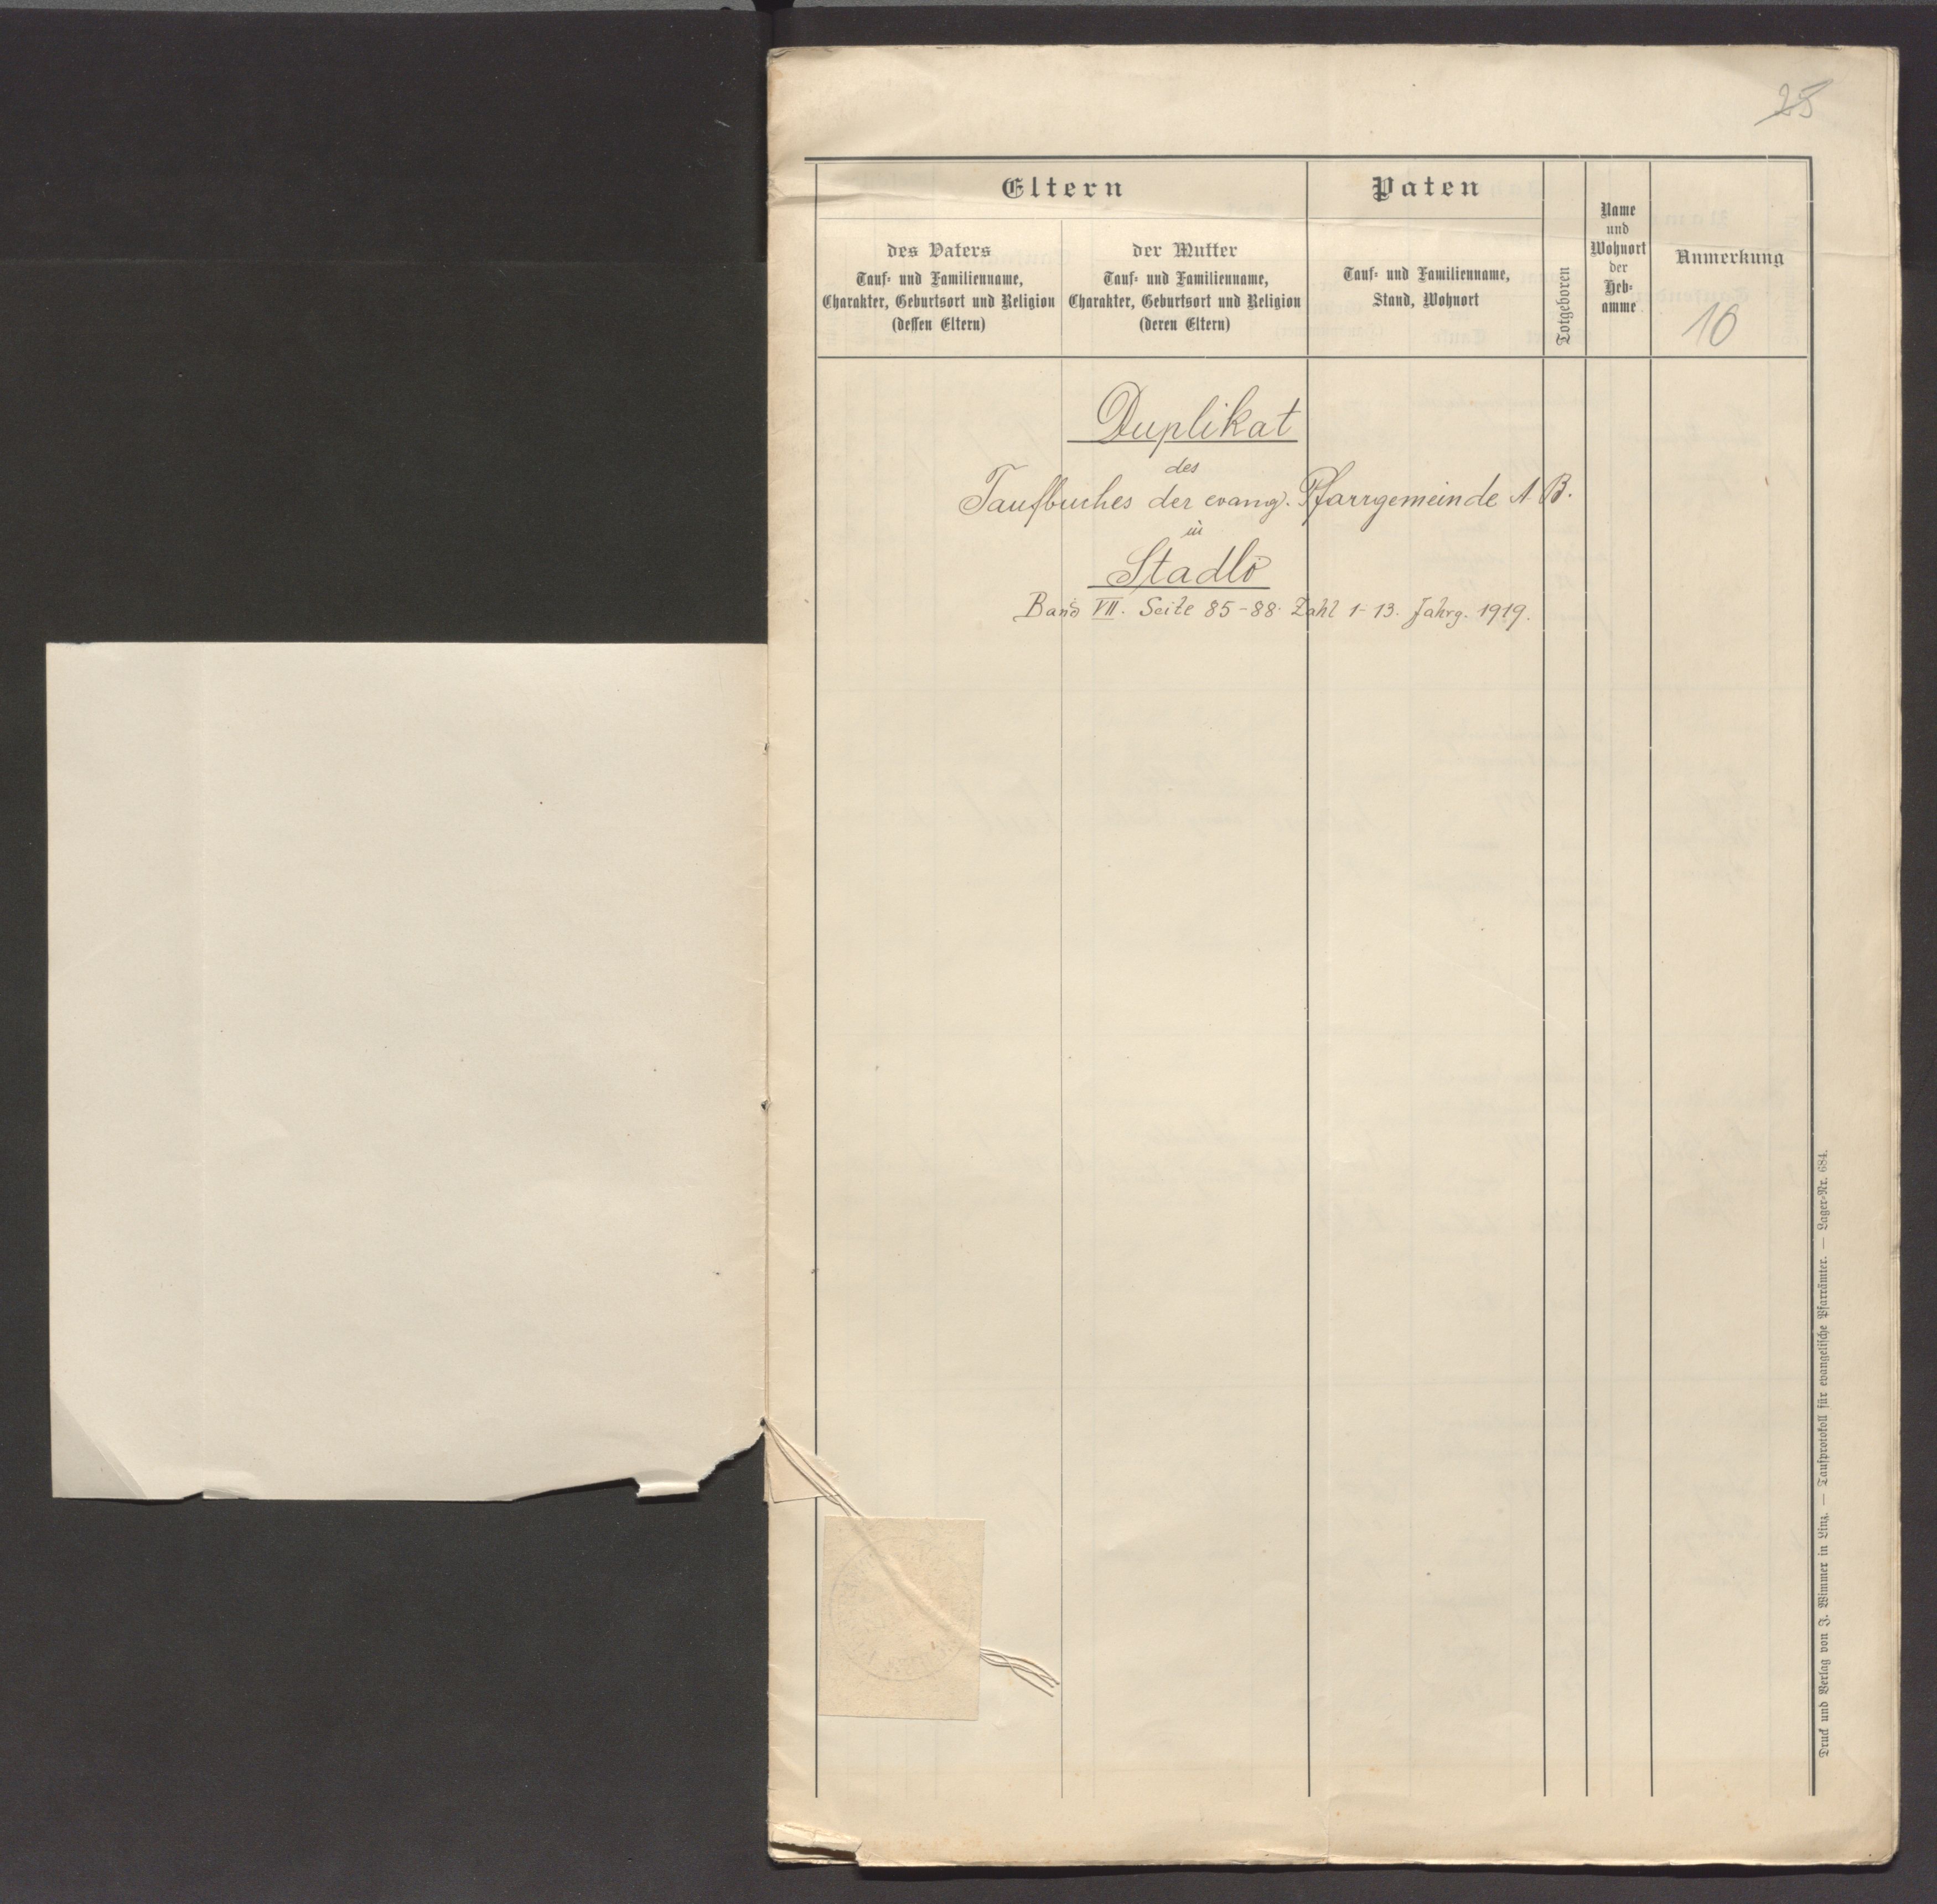 25
Eltern
Paten
des Vaters
Tauf- und Familienname,
Charakter, Geburtsort und Religion
(dessen Eltern)
der Mutter
Tauf- und Familienname,
Charakter, Geburtsort und Religion
(deren Eltern)
Tauf- und Familienname,
Stand, Wohnort
Totgeboren
Name
und
Wohnort
der
Heb-
amme
Anmerkung
16
Duplikat
des
Taufbuches der evang. Pfarrgemeinde A. B.
in
Stadlo
Band VII. Seite 85-88. Zahl 1-13. Jahrg. 1919.
Druck und Verlag von J. Wimmer in Linz. — Taufprotokoll für evangelische Pfarrämter. — Lager-Nr. 684.